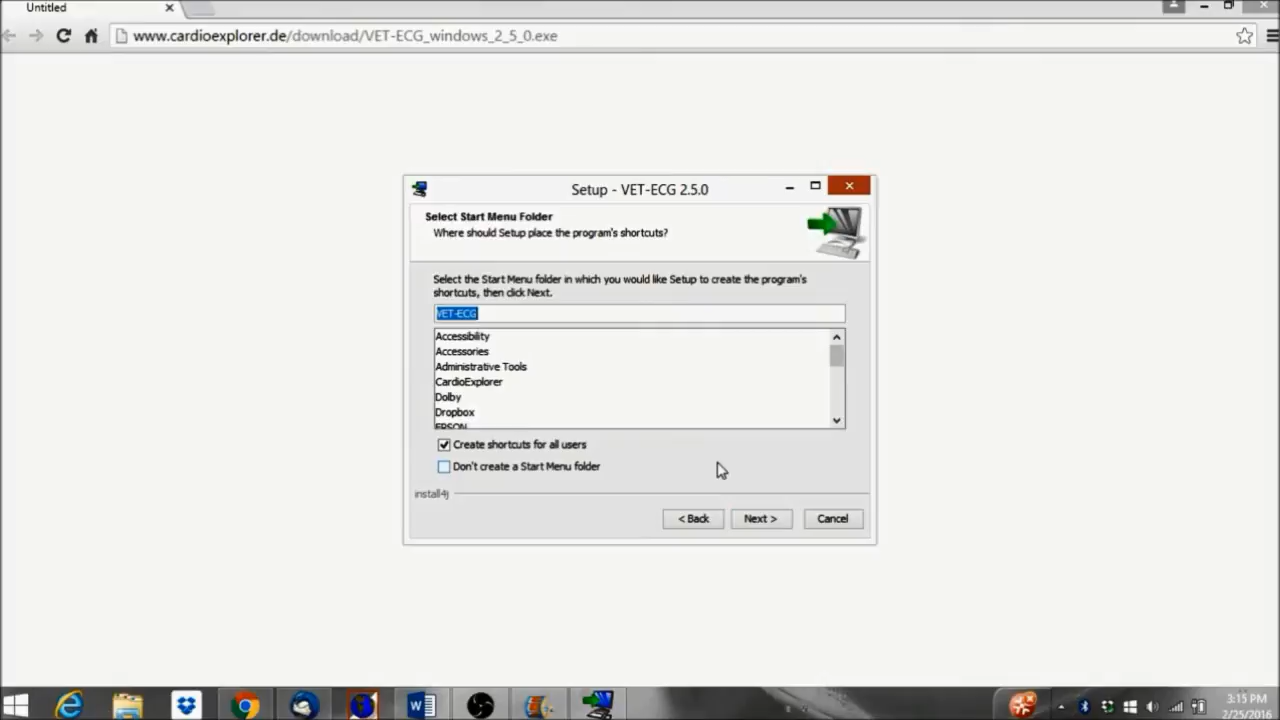 Untitled
www.cardioexplorer.de/download/VET-ECG_windows_2_5_0.exe
Setup - VET-ECG 2.5.0
Select Start Menu Folder
Where should Setup place the program's shortcuts?
Select the Start Menu folder in which you would like Setup to create the program's
shortcuts, then click Next.
VET-ECG
Accessibility
Accessories
Administrative Tools
CardioExplorer
Dolby
Dropbox
EPSON
Create shortcuts for all users
Don't create a Start Menu folder
install4j
< Back
Next >
Cancel
3:15 PM
2/25/2016